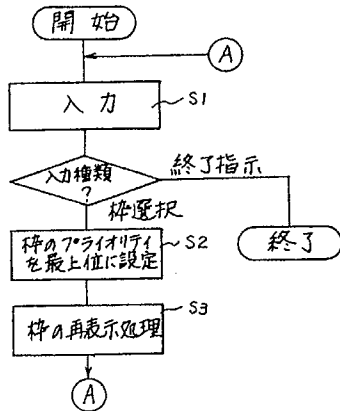 開始
A
入力
S1
入力種類
?
終了指示
枠選択
終了
枠のプライオリティ
を最上位に設定
S2
枠の再表示処理
S3
A